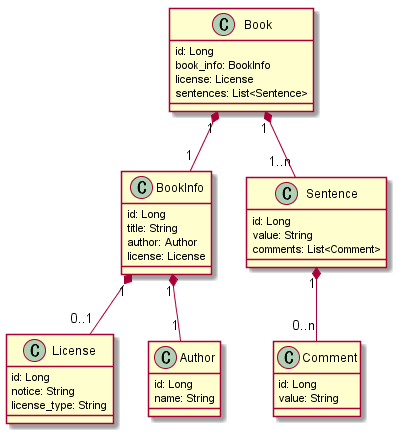 C Book
id: Long
book_info: BookInfo
license: License
sentences: List<Sentence>
1 1
1 1..n
C BookInfo
id: Long
title: String
author: Author
license: License
C Sentence
id: Long
value: String
comments: List<Comment>
1 1 1
0..1 1 0..n
C License
id: Long
notice: String
license_type: String
C Author
id: Long
name: String
C Comment
id: Long
value: String